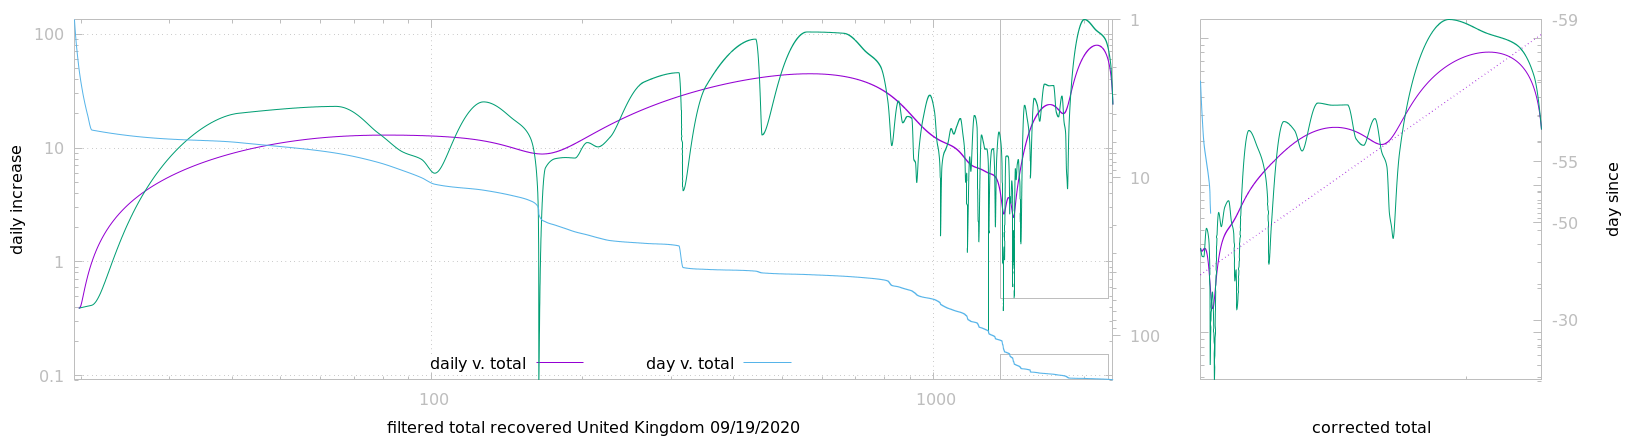 daily increase
100
10
1
0.1
100
1000
daily v. total
day v. total
1
10
100
filtered total recovered United Kingdom 09/19/2020
-59
-55
-50
-30
day since
corrected total